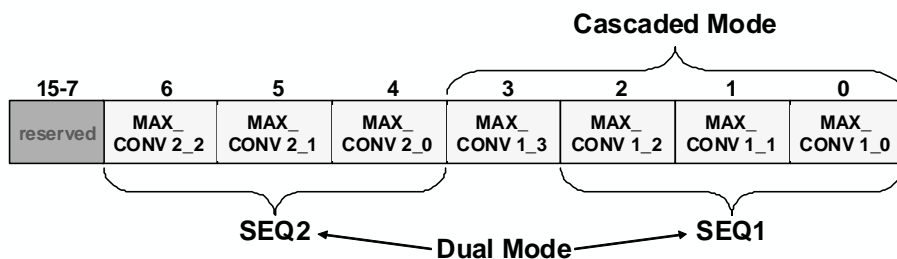 Cascaded Mode
15-7 6 5 4 3 2 1 0
reserved MAX_ CONV 2_2 MAX_ CONV 2_1 MAX_ CONV 2_0 MAX_ CONV 1_3 MAX_ CONV 1_2 MAX_ CONV 1_1 MAX_ CONV 1_0
SEQ2 SEQ1
Dual Mode